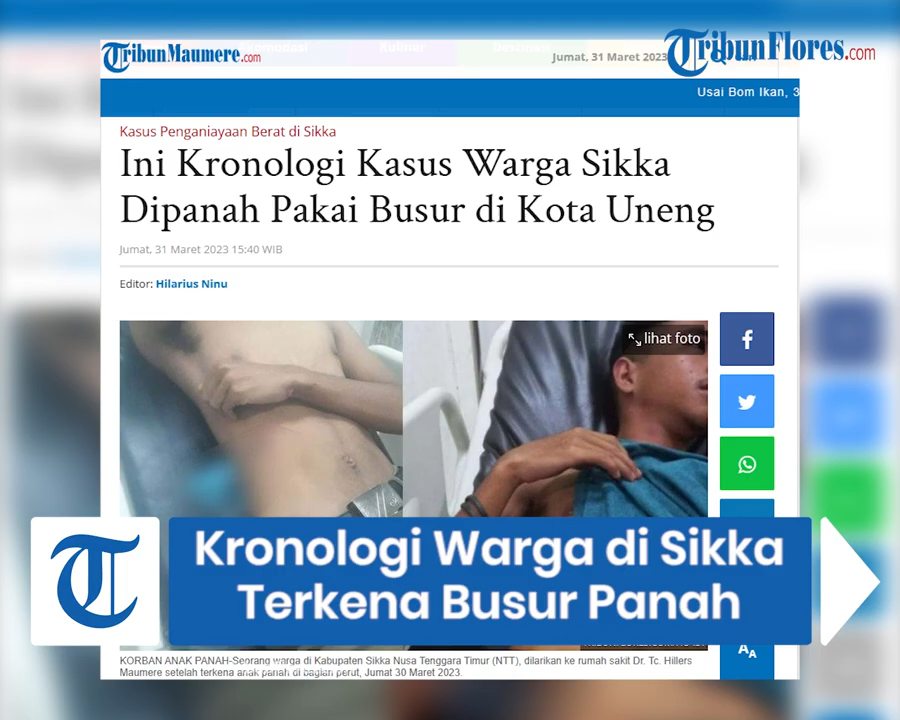 TribunMaumere.com
Kuliner
Jumat, 31 Maret 2023
TribunFlores.com
Usai Bom Ikan, 3
Kasus Penganiayaan Berat di Sikka
Ini Kronologi Kasus Warga Sikka
Dipanah Pakai Busur di Kota Uneng
Jumat, 31 Maret 2023 15:40 WIB
Editor: Hilarius Ninu
lihat foto
T
Kronologi Warga di Sikka
Terkena Busur Panah
AA
KORBAN ANAK PANAH-Seorang warga di Kabupaten Sikka Nusa Tenggara Timur (NTT), dilarikan ke rumah sakit Dr. Tc. Hillers
Maumere setelah terkena anak panah di bagian perut, Jumat 30 Maret 2023.